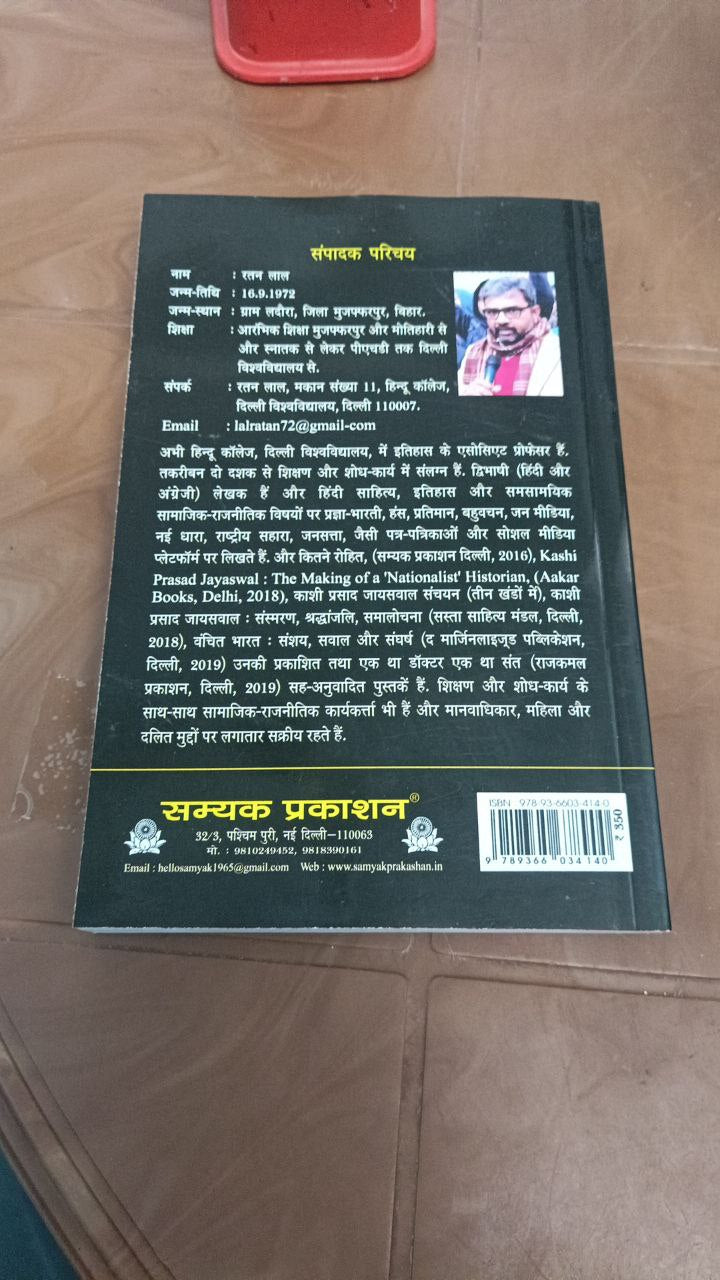 संपादक परिचय
नाम : रतन लाल
जन्म-तिथि : 16.9.1972
जन्म-स्थान : ग्राम लदौरा, जिला मुजफ्फरपुर, बिहार.
शिक्षा : आरंभिक शिक्षा मुजफ्फरपुर और मोतिहारी से
और स्नातक से लेकर पीएचडी तक दिल्ली
विश्वविद्यालय से.
संपर्क : रतन लाल, मकान संख्या 11, हिन्दू कॉलेज,
दिल्ली विश्वविद्यालय, दिल्ली 110007.
Email : lalratan72@gmail-com
अभी हिन्दू कॉलेज, दिल्ली विश्वविद्यालय, में इतिहास के एसोसिएट प्रोफेसर हैं.
तकरीबन दो दशक से शिक्षण और शोध-कार्य में संलग्न हैं. द्विभाषी (हिंदी और
अंग्रेजी) लेखक हैं और हिंदी साहित्य, इतिहास और समसामयिक
सामाजिक-राजनीतिक विषयों पर प्रज्ञा-भारती, हंस, प्रतिमान, बहुवचन, जन मीडिया,
नई धारा, राष्ट्रीय सहारा, जनसत्ता, जैसी पत्र-पत्रिकाओं और सोशल मीडिया
प्लेटफॉर्म पर लिखते हैं. और कितने रोहित, (सम्यक प्रकाशन दिल्ली, 2016), Kashi
Prasad Jayaswal : The Making of a 'Nationalist' Historian, (Aakar
Books, Delhi, 2018), काशी प्रसाद जायसवाल संचयन (तीन खंडों में), काशी
प्रसाद जायसवाल : संस्मरण, श्रद्धांजलि, समालोचना (सस्ता साहित्य मंडल, दिल्ली,
2018), वंचित भारत : संशय, सवाल और संघर्ष (द मार्जिनलाइज्ड पब्लिकेशन,
दिल्ली, 2019) उनकी प्रकाशित तथा एक था डॉक्टर एक था संत (राजकमल
प्रकाशन, दिल्ली, 2019) सह-अनुवादित पुस्तकें हैं. शिक्षण और शोध-कार्य के
साथ-साथ सामाजिक-राजनीतिक कार्यकर्त्ता भी हैं और मानवाधिकार, महिला और
दलित मुद्दों पर लगातार सक्रीय रहते हैं.
सम्यक प्रकाशन®
32/3, पश्चिम पुरी, नई दिल्ली–110063
मो. : 9810249452, 9818390161
Email : hellosamyak1965@gmail.com Web : www.samyakprakashan.in
ISBN : 978-93-6603-414-0
9 789366 034140
₹ 350